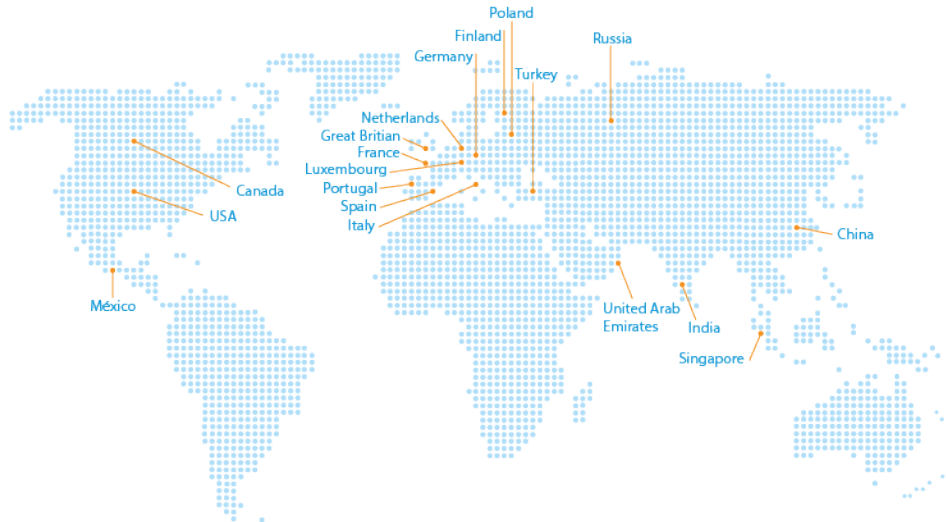 Poland
Finland
Russia
Germany
Turkey
Netherlands
Great Britian
France
Luxembourg
Portugal
Canada
Spain
USA
Italy
China
México
United Arab
Emirates
India
Singapore